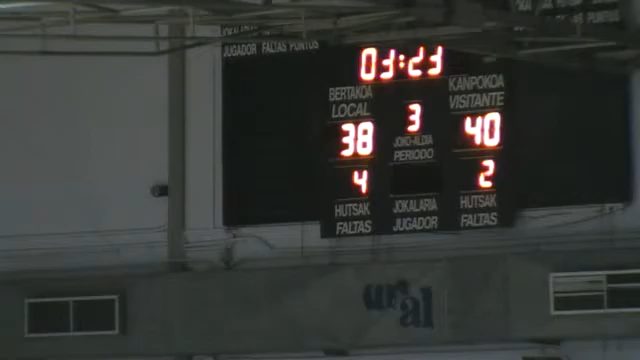 JUGADOR FALTAS PUNTOS
03:23
BERTAKOA
LOCAL
KANPOKOA
VISITANTE
38
3
40
JOKO-ALDIA
PERIODO
4
2
HUTSAK
FALTAS
JOKALARIA
JUGADOR
HUTSAK
FALTAS